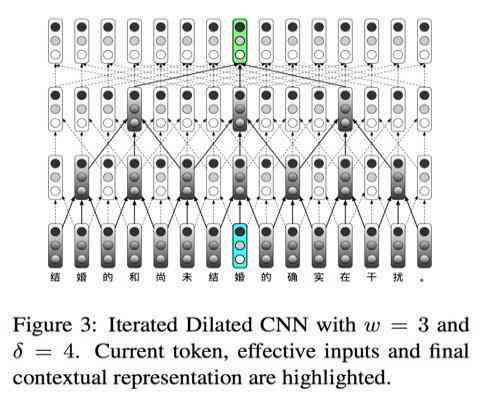 结 婚 的 和 尚 未 结 婚 的 确 实 在 干 扰 。
Figure 3: Iterated Dilated CNN with w = 3 and
δ = 4. Current token, effective inputs and final
contextual representation are highlighted.